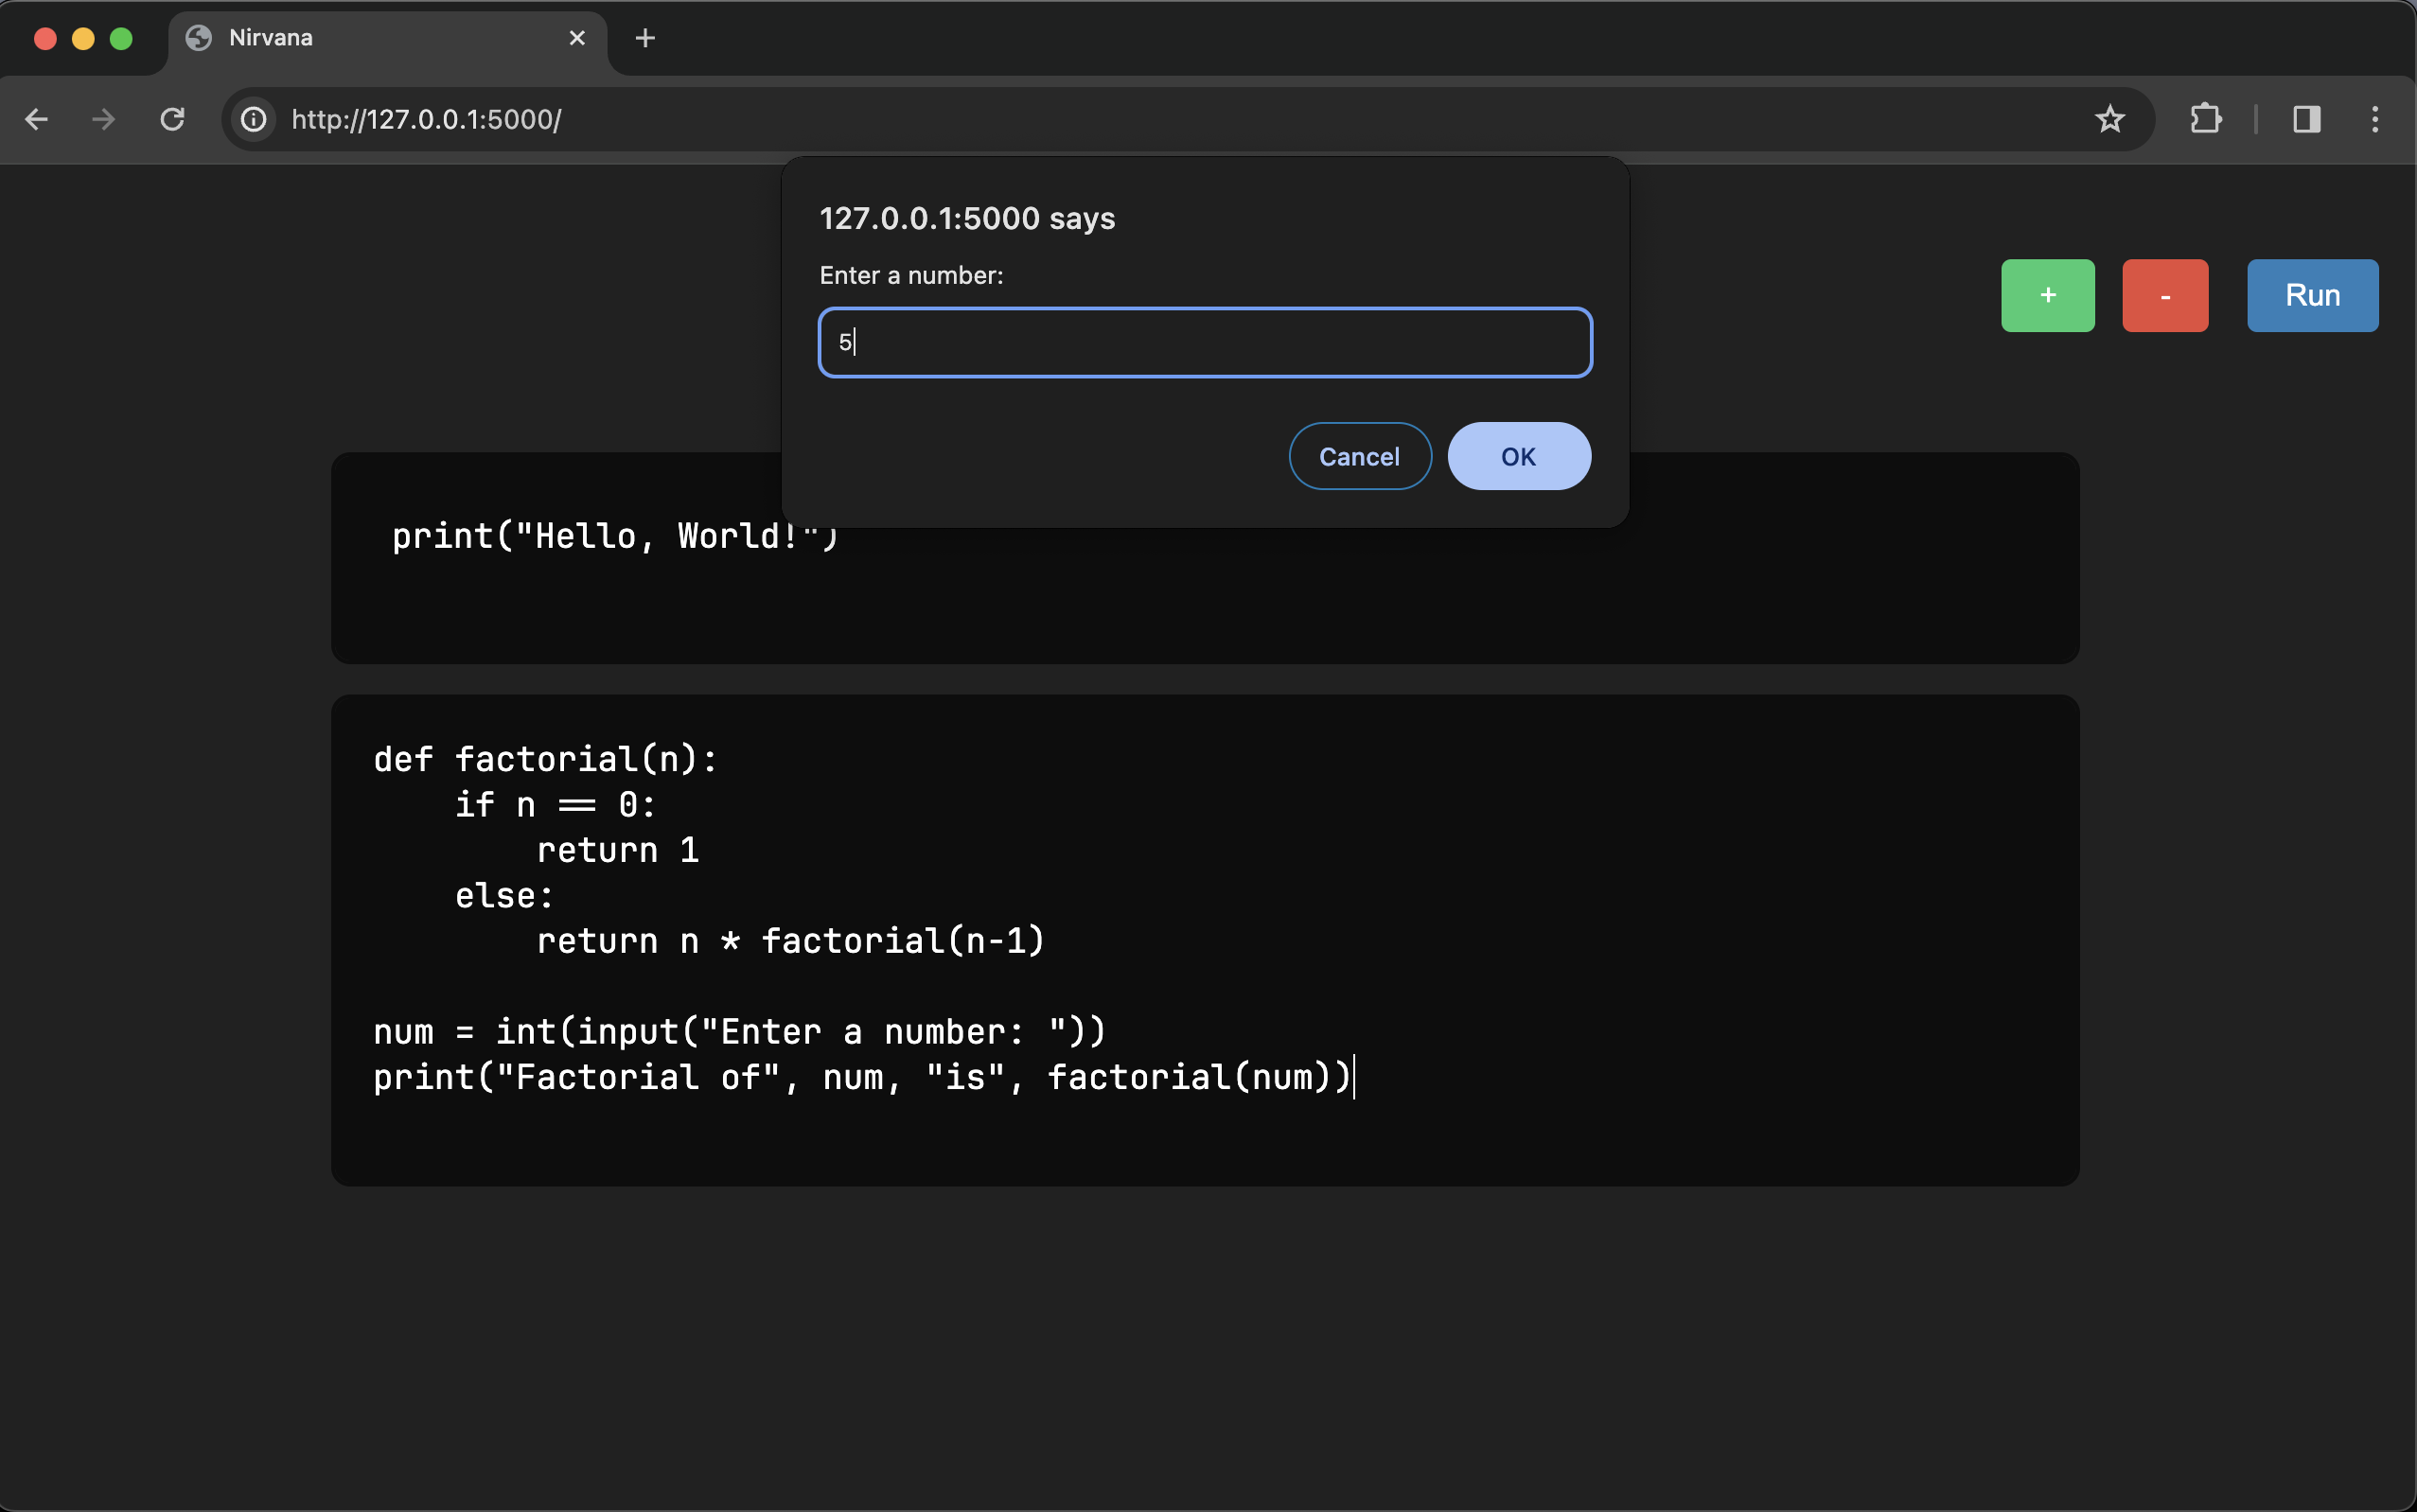 Nirvana
http://127.0.0.1:5000/
127.0.0.1:5000 says
Enter a number:
5
Cancel
OK
+
-
Run
print("Hello, World!")
def factorial(n):
    if n == 0:
        return 1
    else:
        return n * factorial(n-1)

num = int(input("Enter a number: "))
print("Factorial of", num, "is", factorial(num))